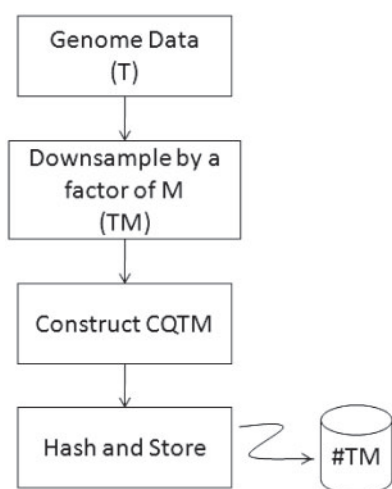 Genome Data
(T)
Downsample by a
factor of M
(TM)
Construct CQTM
Hash and Store
#TM